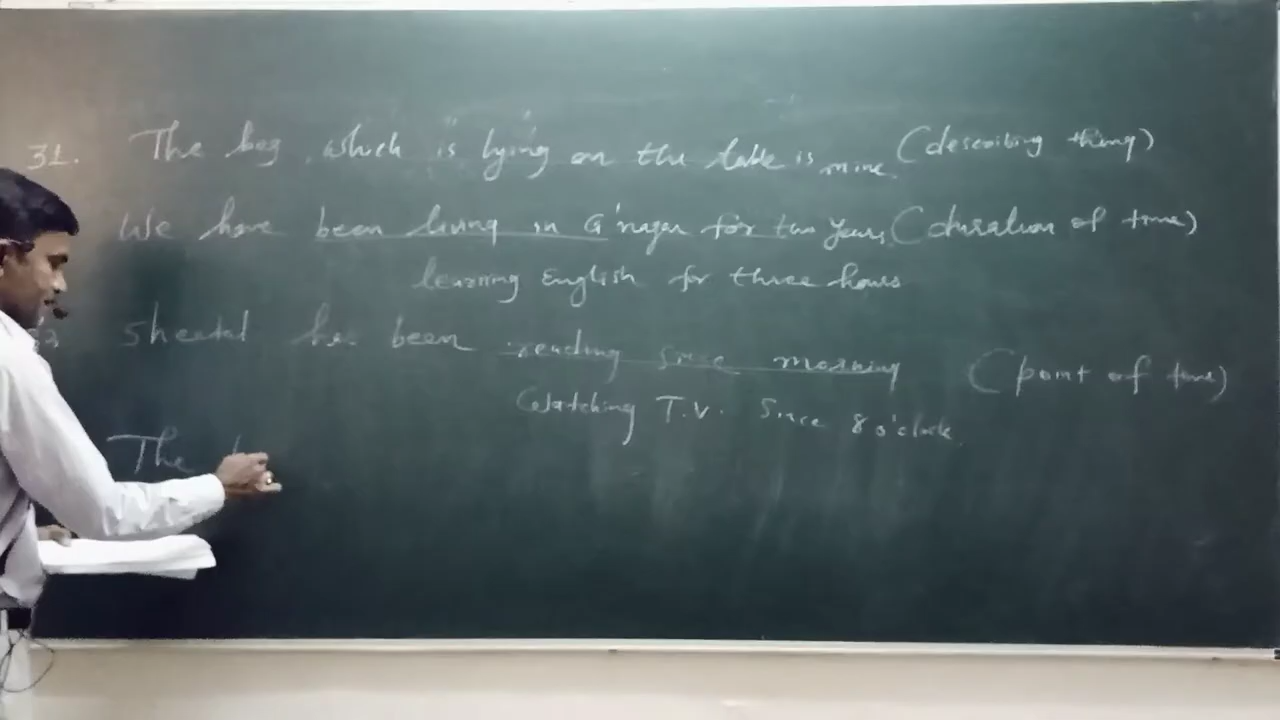 31. The bag, which is lying on the table is mine. (describing thing)
We have been living in G'nagar for two years. (duration of time)
learning English for three hours
Sheetal has been reading since morning (point of time)
Watching T.V. Since 8 o'clock.
The